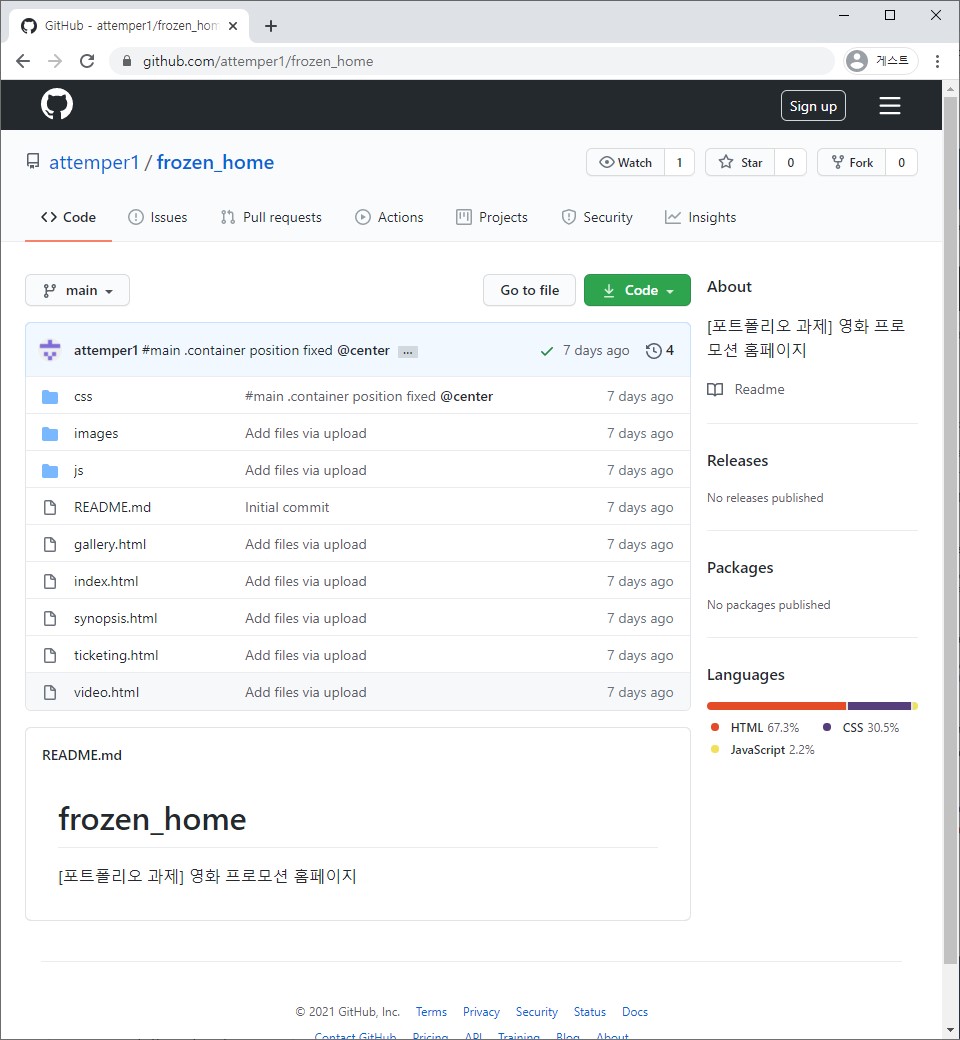 GitHub - attemper1/frozen_hom
github.com/attemper1/frozen_home
게스트
Sign up
attemper1 / frozen_home
Watch 1
Star 0
Fork 0
Code
Issues
Pull requests
Actions
Projects
Security
Insights
main
Go to file
Code
attemper1 #main .container position fixed @center ...
7 days ago
4
css #main .container position fixed @center 7 days ago
images Add files via upload 7 days ago
js Add files via upload 7 days ago
README.md Initial commit 7 days ago
gallery.html Add files via upload 7 days ago
index.html Add files via upload 7 days ago
synopsis.html Add files via upload 7 days ago
ticketing.html Add files via upload 7 days ago
video.html Add files via upload 7 days ago
README.md
frozen_home
[포트폴리오 과제] 영화 프로모션 홈페이지
About
[포트폴리오 과제] 영화 프로
모션 홈페이지
Readme
Releases
No releases published
Packages
No packages published
Languages
HTML 67.3%
CSS 30.5%
JavaScript 2.2%
© 2021 GitHub, Inc. Terms Privacy Security Status Docs
Contact GitHub Pricing API Training Blog About